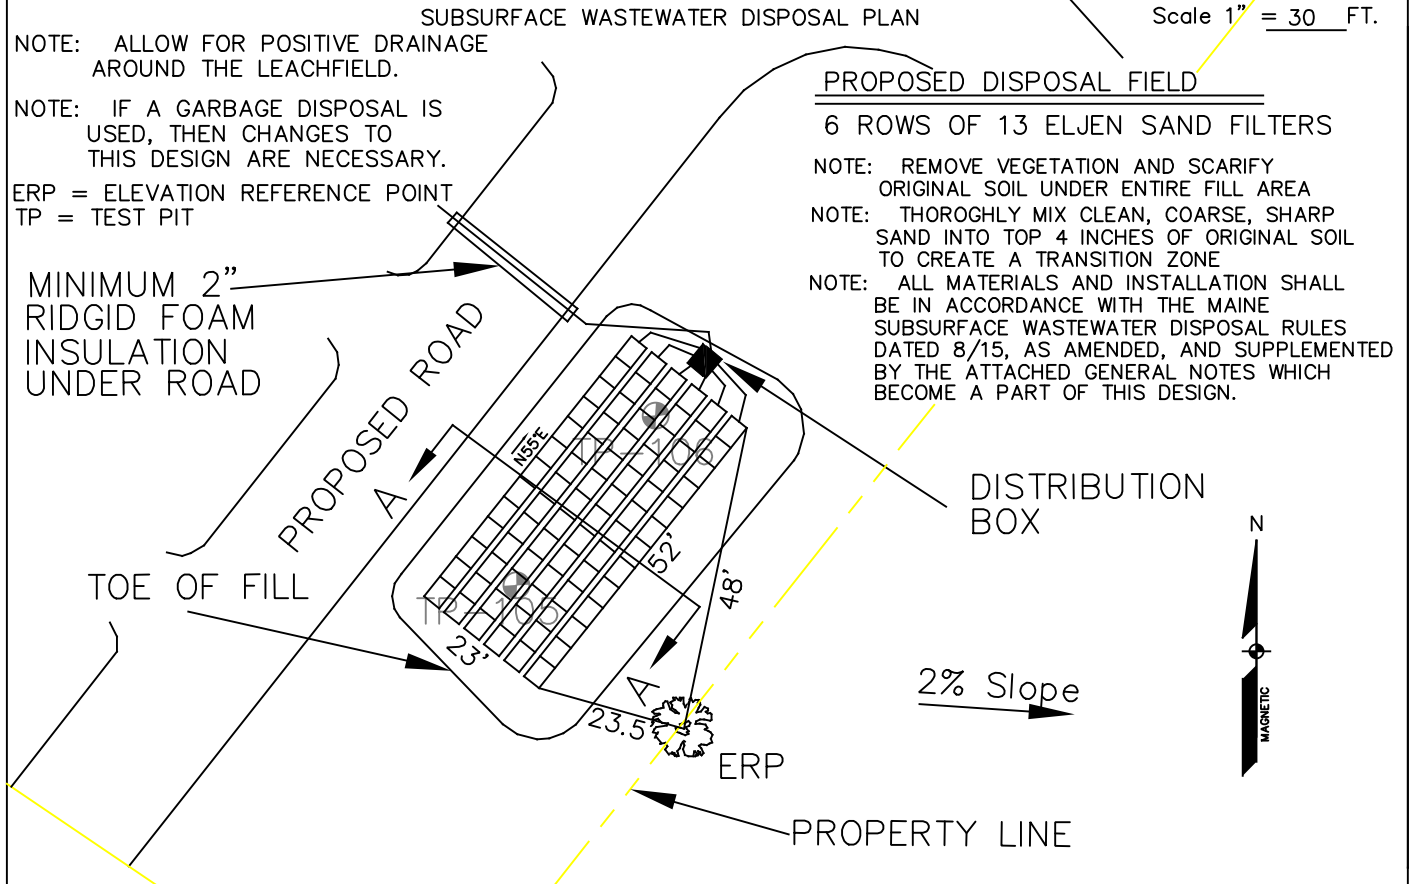 SUBSURFACE WASTEWATER DISPOSAL PLAN
Scale 1" = 30 FT.
NOTE: ALLOW FOR POSITIVE DRAINAGE
AROUND THE LEACHFIELD.
NOTE: IF A GARBAGE DISPOSAL IS
USED, THEN CHANGES TO
THIS DESIGN ARE NECESSARY.
ERP = ELEVATION REFERENCE POINT
TP = TEST PIT
MINIMUM 2"
RIDGID FOAM
INSULATION
UNDER ROAD
PROPOSED DISPOSAL FIELD
6 ROWS OF 13 ELJEN SAND FILTERS
NOTE: REMOVE VEGETATION AND SCARIFY
ORIGINAL SOIL UNDER ENTIRE FILL AREA
NOTE: THOROGHLY MIX CLEAN, COARSE, SHARP
SAND INTO TOP 4 INCHES OF ORIGINAL SOIL
TO CREATE A TRANSITION ZONE
NOTE: ALL MATERIALS AND INSTALLATION SHALL
BE IN ACCORDANCE WITH THE MAINE
SUBSURFACE WASTEWATER DISPOSAL RULES
DATED 8/15, AS AMENDED, AND SUPPLEMENTED
BY THE ATTACHED GENERAL NOTES WHICH
BECOME A PART OF THIS DESIGN.
PROPOSED ROAD
N55°E
TP-106
A
DISTRIBUTION
BOX
52'
48'
TOE OF FILL
TP-105
23'
A
23.5'
ERP
2% Slope
N
MAGNETIC
PROPERTY LINE